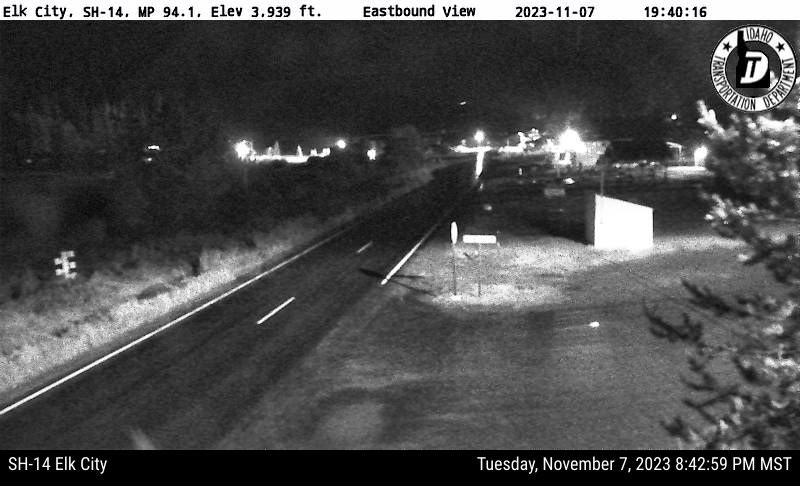 Elk City, SH-14, MP 94.1, Elev 3,939 ft. Eastbound View 2023-11-07 19:40:16
IDAHO
TRANSPORTATION DEPARTMENT
SH-14 Elk City Tuesday, November 7, 2023 8:42:59 PM MST